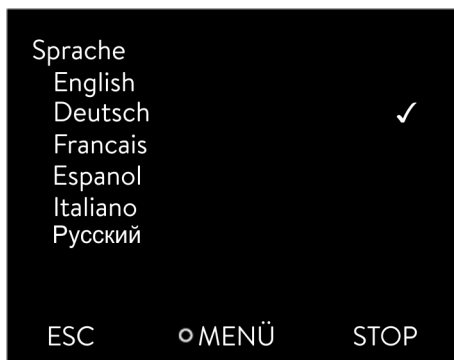 Sprache
English
Deutsch ✓
Francais
Espanol
Italiano
Русский
ESC MENÜ STOP